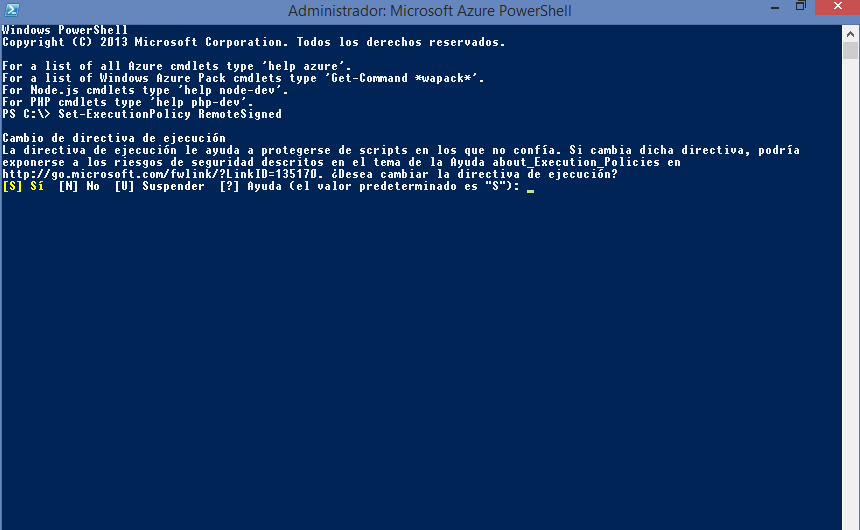 Administrador: Microsoft Azure PowerShell
Windows PowerShell
Copyright (C) 2013 Microsoft Corporation. Todos los derechos reservados.
For a list of all Azure cmdlets type 'help azure'.
For a list of Windows Azure Pack cmdlets type 'Get-Command *wapack*'.
For Node.js cmdlets type 'help node-dev'.
For PHP cmdlets type 'help php-dev'.
PS C:\> Set-ExecutionPolicy RemoteSigned
Cambio de directiva de ejecución
La directiva de ejecución le ayuda a protegerse de scripts en los que no confía. Si cambia dicha directiva, podría
exponerse a los riesgos de seguridad descritos en el tema de la Ayuda about_Execution_Policies en
http://go.microsoft.com/fwlink/?LinkID=135170. ¿Desea cambiar la directiva de ejecución?
[S] Sí  [N] No  [U] Suspender  [?] Ayuda (el valor predeterminado es "S"):